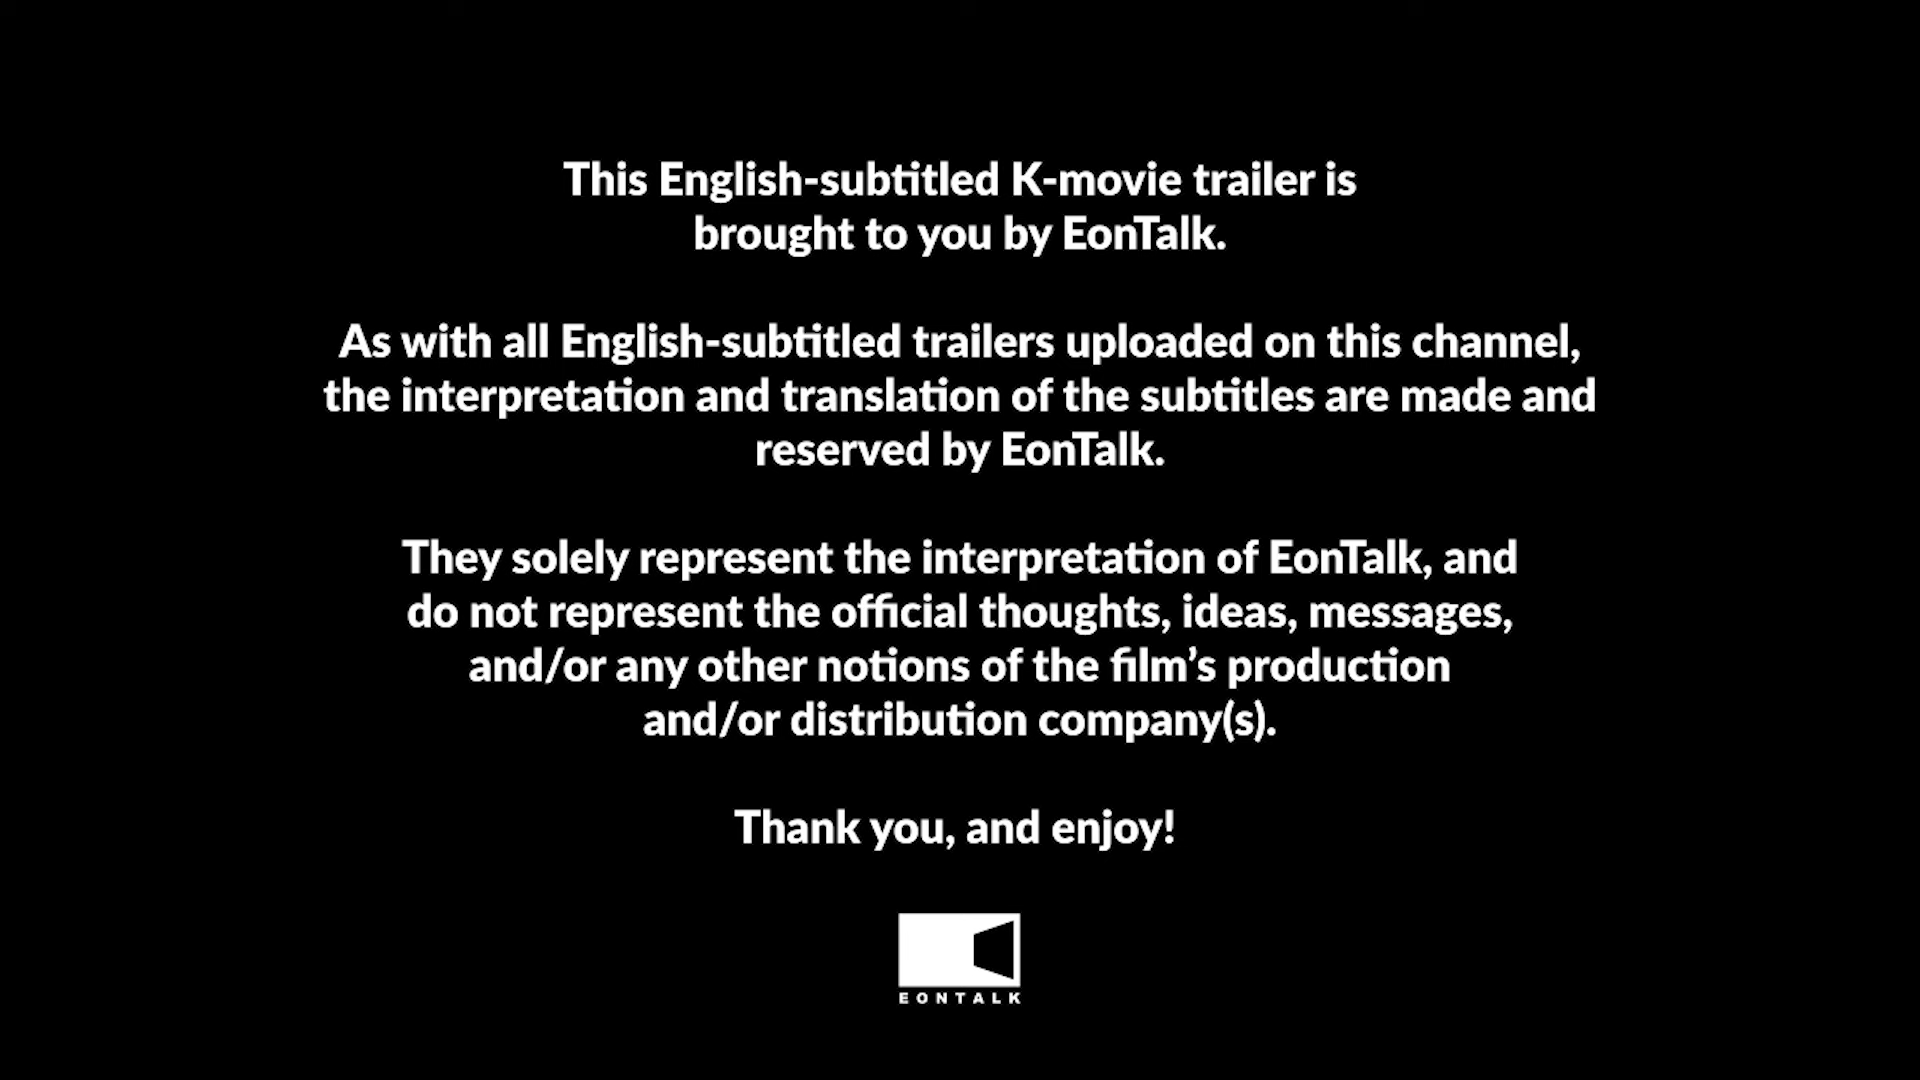 This English-subtitled K-movie trailer is
brought to you by EonTalk.
As with all English-subtitled trailers uploaded on this channel,
the interpretation and translation of the subtitles are made and
reserved by EonTalk.
They solely represent the interpretation of EonTalk, and
do not represent the official thoughts, ideas, messages,
and/or any other notions of the film’s production
and/or distribution company(s).
Thank you, and enjoy!
EONTALK